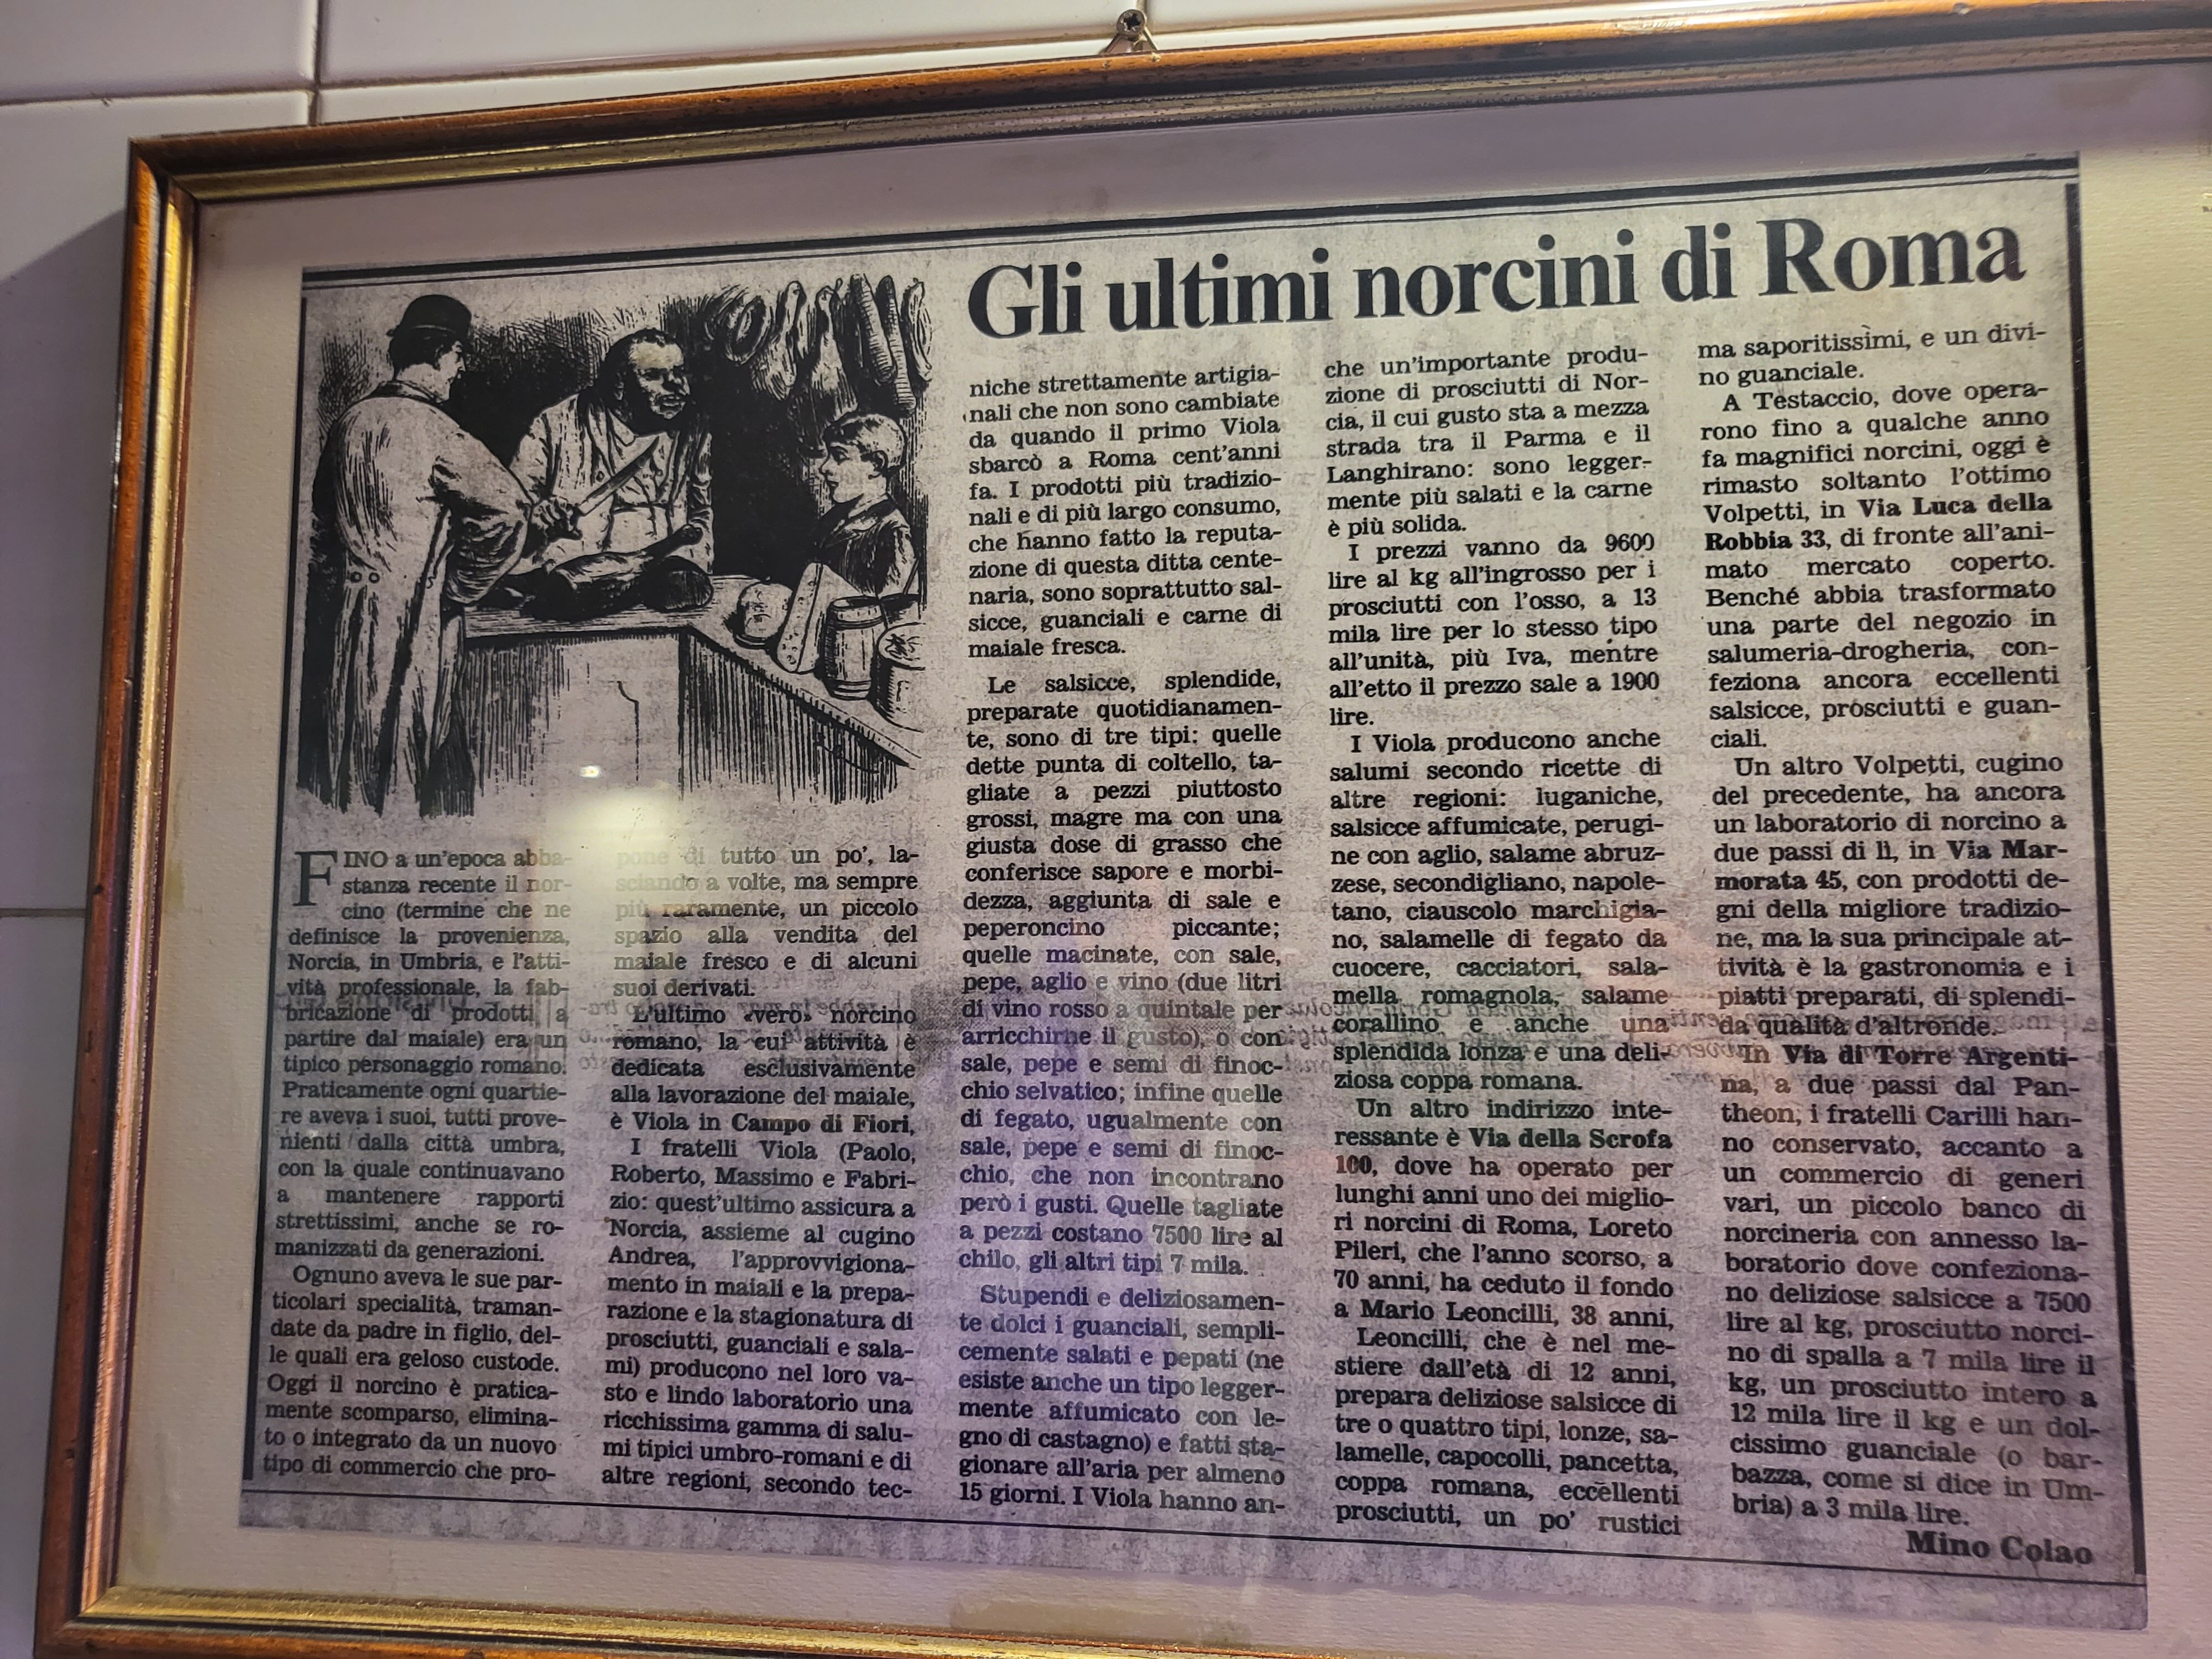 Gli ultimi norcini di Roma
FINO a un'epoca abba-
stanza recente il nor-
cino (termine che ne
definisce la provenienza,
Norcia, in Umbria, e l'atti-
vità professionale, la fab-
bricazione di prodotti a
partire dal maiale) era un
tipico personaggio romano.
Praticamente ogni quartie-
re aveva i suoi, tutti prove-
nienti dalla città umbra,
con la quale continuavano
a mantenere rapporti
strettissimi, anche se ro-
manizzati da generazioni.
Ognuno aveva le sue par-
ticolari specialità, traman-
date da padre in figlio, del-
le quali era geloso custode.
Oggi il norcino è pratica-
mente scomparso, elimina-
to o integrato da un nuovo
tipo di commercio che pro-
pone di tutto un po', la-
sciando a volte, ma sempre
più raramente, un piccolo
spazio alla vendita del
maiale fresco e di alcuni
suoi derivati.
L'ultimo «vero» norcino
romano, la cui attività è
dedicata esclusivamente
alla lavorazione del maiale,
è Viola in Campo di Fiori,
I fratelli Viola (Paolo,
Roberto, Massimo e Fabri-
zio: quest'ultimo assicura a
Norcia, assieme al cugino
Andrea, l'approvvigiona-
mento in maiali e la prepa-
razione e la stagionatura di
prosciutti, guanciali e sala-
mi) producono nel loro va-
sto e lindo laboratorio una
ricchissima gamma di salu-
mi tipici umbro-romani e di
altre regioni, secondo tec-
niche strettamente artigia-
nali che non sono cambiate
da quando il primo Viola
sbarcò a Roma cent'anni
fa. I prodotti più tradizio-
nali e di più largo consumo,
che hanno fatto la reputa-
zione di questa ditta cente-
naria, sono soprattutto sal-
sicce, guanciali e carne di
maiale fresca.
Le salsicce, splendide,
preparate quotidianamen-
te, sono di tre tipi: quelle
dette punta di coltello, ta-
gliate a pezzi piuttosto
grossi, magre ma con una
giusta dose di grasso che
conferisce sapore e morbi-
dezza, aggiunta di sale e
peperoncino piccante;
quelle macinate, con sale,
pepe, aglio e vino (due litri
di vino rosso a quintale per
arricchirne il gusto), o con
sale, pepe e semi di finoc-
chio selvatico; infine quelle
di fegato, ugualmente con
sale, pepe e semi di finoc-
chio, che non incontrano
però i gusti. Quelle tagliate
a pezzi costano 7500 lire al
chilo, gli altri tipi 7 mila.
Stupendi e deliziosamen-
te dolci i guanciali, sempli-
cemente salati e pepati (ne
esiste anche un tipo legger-
mente affumicato con le-
gno di castagno) e fatti sta-
gionare all'aria per almeno
15 giorni. I Viola hanno an-
che un'importante produ-
zione di prosciutti di Nor-
cia, il cui gusto sta a mezza
strada tra il Parma e il
Langhirano: sono legger-
mente più salati e la carne
è più solida.
I prezzi vanno da 9600
lire al kg all'ingrosso per i
prosciutti con l'osso, a 13
mila lire per lo stesso tipo
all'unità, più Iva, mentre
all'etto il prezzo sale a 1900
lire.
I Viola producono anche
salumi secondo ricette di
altre regioni: luganiche,
salsicce affumicate, perugi-
ne con aglio, salame abruz-
zese, secondigliano, napole-
tano, ciauscolo marchigia-
no, salamelle di fegato da
cuocere, cacciatori, sala-
mella romagnola, salame
corallino e anche una
splendida lonza e una deli-
ziosa coppa romana.
Un altro indirizzo inte-
ressante è Via della Scrofa
100, dove ha operato per
lunghi anni uno dei miglio-
ri norcini di Roma, Loreto
Pileri, che l'anno scorso, a
70 anni, ha ceduto il fondo
a Mario Leoncilli, 38 anni,
Leoncilli, che è nel me-
stiere dall'età di 12 anni,
prepara deliziose salsicce di
tre o quattro tipi, lonze, sa-
lamelle, capocolli, pancetta,
coppa romana, eccellenti
prosciutti, un po' rustici
ma saporitissimi, e un divi-
no guanciale.
A Testaccio, dove opera-
rono fino a qualche anno
fa magnifici norcini, oggi è
rimasto soltanto l'ottimo
Volpetti, in Via Luca della
Robbia 33, di fronte all'ani-
mato mercato coperto.
Benché abbia trasformato
una parte del negozio in
salumeria-drogheria, con-
feziona ancora eccellenti
salsicce, prosciutti e guan-
ciali.
Un altro Volpetti, cugino
del precedente, ha ancora
un laboratorio di norcino a
due passi di lì, in Via Mar-
morata 45, con prodotti de-
gni della migliore tradizio-
ne, ma la sua principale at-
tività è la gastronomia e i
piatti preparati, di splendi-
da qualità d'altronde.
In Via di Torre Argenti-
na, a due passi dal Pan-
theon, i fratelli Carilli han-
no conservato, accanto a
un commercio di generi
vari, un piccolo banco di
norcineria con annesso la-
boratorio dove confeziona-
no deliziose salsicce a 7500
lire al kg, prosciutto norci-
no di spalla a 7 mila lire il
kg, un prosciutto intero a
12 mila lire il kg e un dol-
cissimo guanciale (o bar-
bazza, come si dice in Um-
bria) a 3 mila lire.
Mino Colao